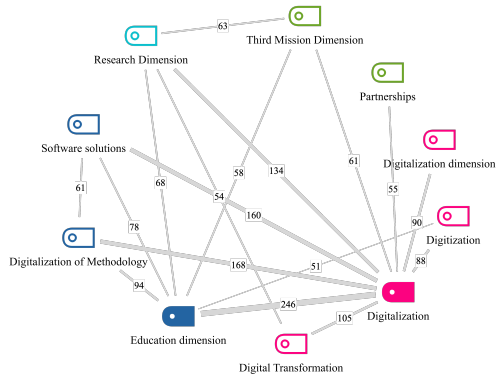 63
Third Mission Dimension
Research Dimension
Partnerships
Software solutions
Digitalization dimension
134
61
58
68
61
55
54
160
90
78
Digitization
Digitalization of Methodology
168
51
88
94
246
105
Digitalization
Education dimension
Digital Transformation